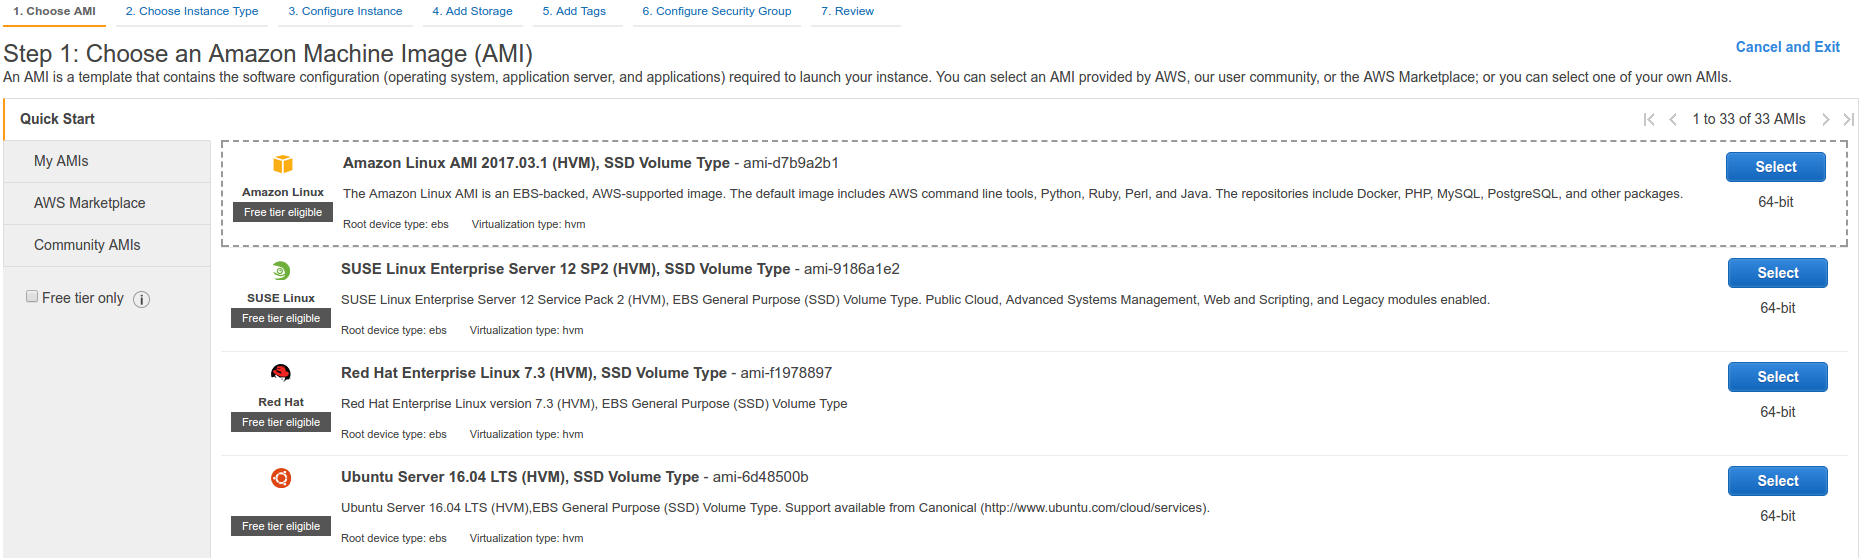 1. Choose AMI 2. Choose Instance Type 3. Configure Instance 4. Add Storage 5. Add Tags 6. Configure Security Group 7. Review
Step 1: Choose an Amazon Machine Image (AMI)
Cancel and Exit
An AMI is a template that contains the software configuration (operating system, application server, and applications) required to launch your instance. You can select an AMI provided by AWS, our user community, or the AWS Marketplace; or you can select one of your own AMIs.
Quick Start
1 to 33 of 33 AMIs
My AMIs
AWS Marketplace
Community AMIs
Free tier only i
Amazon Linux
Free tier eligible
Amazon Linux AMI 2017.03.1 (HVM), SSD Volume Type - ami-d7b9a2b1
The Amazon Linux AMI is an EBS-backed, AWS-supported image. The default image includes AWS command line tools, Python, Ruby, Perl, and Java. The repositories include Docker, PHP, MySQL, PostgreSQL, and other packages.
Root device type: ebs Virtualization type: hvm
Select
64-bit
SUSE Linux
Free tier eligible
SUSE Linux Enterprise Server 12 SP2 (HVM), SSD Volume Type - ami-9186a1e2
SUSE Linux Enterprise Server 12 Service Pack 2 (HVM), EBS General Purpose (SSD) Volume Type. Public Cloud, Advanced Systems Management, Web and Scripting, and Legacy modules enabled.
Root device type: ebs Virtualization type: hvm
Select
64-bit
Red Hat
Free tier eligible
Red Hat Enterprise Linux 7.3 (HVM), SSD Volume Type - ami-f1978897
Red Hat Enterprise Linux version 7.3 (HVM), EBS General Purpose (SSD) Volume Type
Root device type: ebs Virtualization type: hvm
Select
64-bit
Free tier eligible
Ubuntu Server 16.04 LTS (HVM), SSD Volume Type - ami-6d48500b
Ubuntu Server 16.04 LTS (HVM),EBS General Purpose (SSD) Volume Type. Support available from Canonical (http://www.ubuntu.com/cloud/services).
Root device type: ebs Virtualization type: hvm
Select
64-bit